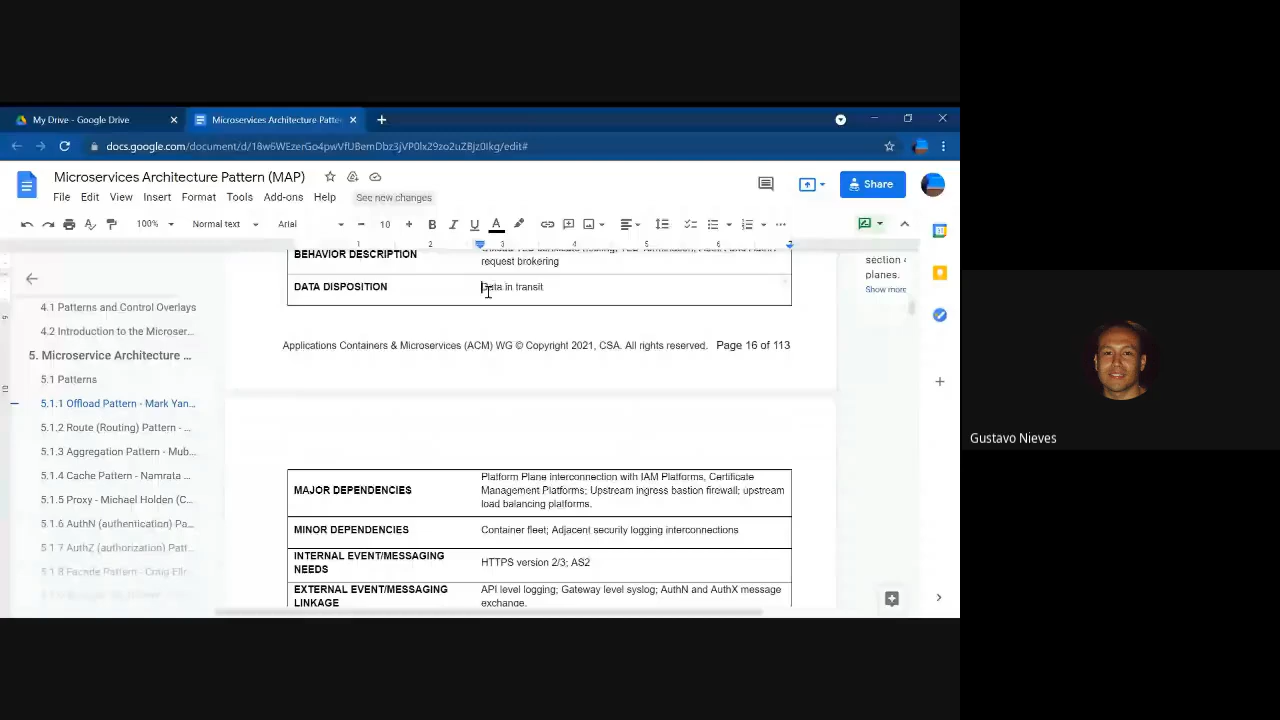 My Drive - Google Drive
Microservices Architecture Patte
docs.google.com/document/d/18w6WEzerGo4pwVfUBemDbz3jVP0lx29zo2uZBjz0Ikg/edit#
Microservices Architecture Pattern (MAP)
File Edit View Insert Format Tools Add-ons Help See new changes
Share
100% Normal text Arial 10
1 2 3 4 5 6 7
4.1 Patterns and Control Overlays
4.2 Introduction to the Microser...
5. Microservice Architecture ...
5.1 Patterns
5.1.1 Offload Pattern - Mark Yan...
5.1.2 Route (Routing) Pattern - ...
5.1.3 Aggregation Pattern - Mub...
5.1.4 Cache Pattern - Namrata ...
5.1.5 Proxy - Michael Holden (C...
5.1.6 AuthN (authentication) Pa...
5.1.7 AuthZ (authorization) Patt...
5.1.8 Facade Pattern - Craig Ellr...
BEHAVIOR DESCRIPTION
request brokering
DATA DISPOSITION
Data in transit
Applications Containers & Microservices (ACM) WG © Copyright 2021, CSA. All rights reserved. Page 16 of 113
MAJOR DEPENDENCIES
Platform Plane interconnection with IAM Platforms, Certificate
Management Platforms; Upstream ingress bastion firewall; upstream
load balancing platforms.
MINOR DEPENDENCIES
Container fleet; Adjacent security logging interconnections
INTERNAL EVENT/MESSAGING
NEEDS
HTTPS version 2/3; AS2
EXTERNAL EVENT/MESSAGING
LINKAGE
API level logging; Gateway level syslog; AuthN and AuthX message
exchange.
section 4
planes.
Show more
Gustavo Nieves